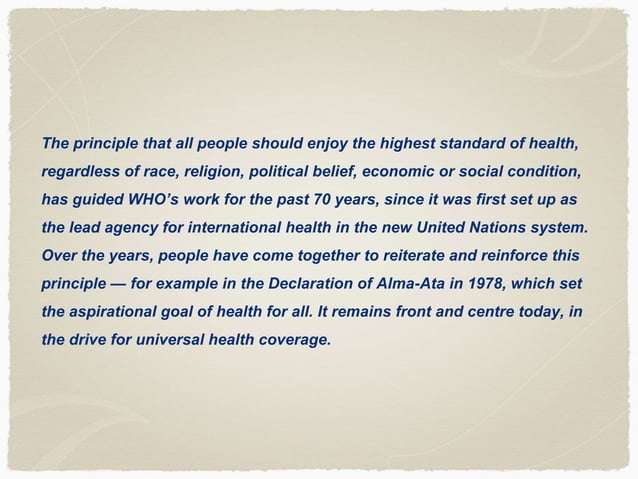 The principle that all people should enjoy the highest standard of health,
regardless of race, religion, political belief, economic or social condition,
has guided WHO’s work for the past 70 years, since it was first set up as
the lead agency for international health in the new United Nations system.
Over the years, people have come together to reiterate and reinforce this
principle — for example in the Declaration of Alma-Ata in 1978, which set
the aspirational goal of health for all. It remains front and centre today, in
the drive for universal health coverage.